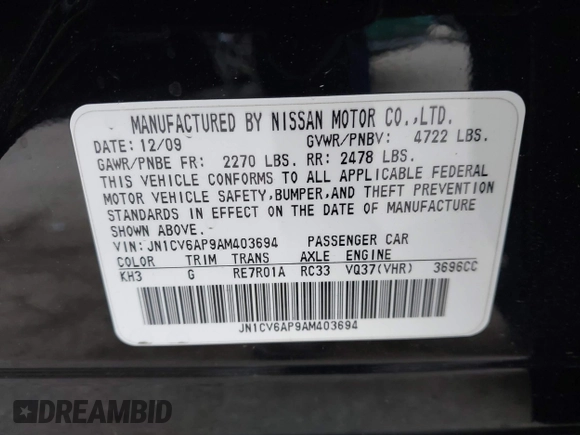 MANUFACTURED BY NISSAN MOTOR CO.,LTD.
DATE: 12/09 GVWR/PNBV: 4722 LBS.
GAWR/PNBE FR: 2270 LBS. RR: 2478 LBS.
THIS VEHICLE CONFORMS TO ALL APPLICABLE FEDERAL
MOTOR VEHICLE SAFETY, BUMPER, AND THEFT PREVENTION
STANDARDS IN EFFECT ON THE DATE OF MANUFACTURE
SHOWN ABOVE.
VIN: JN1CV6AP9AM403694 PASSENGER CAR
COLOR TRIM TRANS AXLE ENGINE
KH3 G RE7R01A RC33 VQ37(VHR) 3696CC
JN1CV6AP9AM403694
DREAMBID